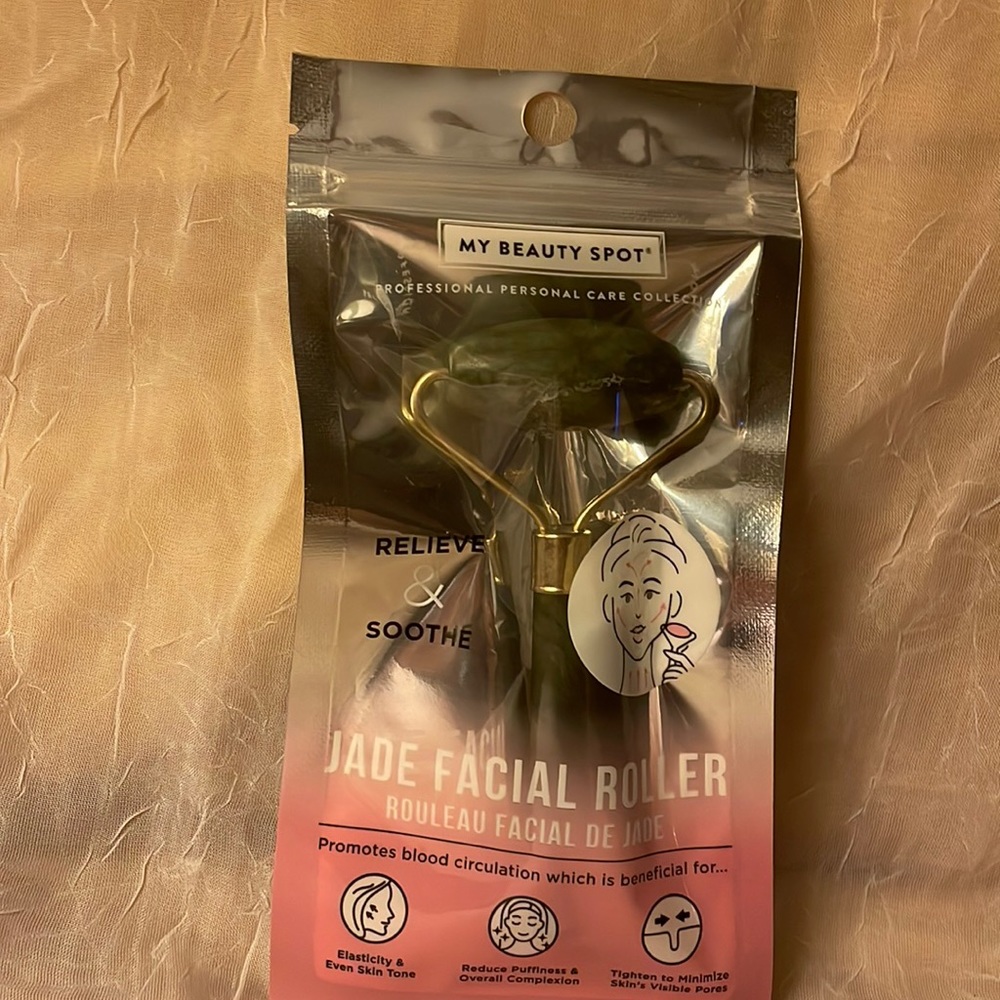 MY BEAUTY SPOT®
PROFESSIONAL PERSONAL CARE COLLECTION
RELIEVE
&
SOOTHE
JADE FACIAL ROLLER
ROULEAU FACIAL DE JADE
Promotes blood circulation which is beneficial for...
Elasticity &
Even Skin Tone
Reduce Puffiness &
Overall Complexion
Tighten to Minimize
Skin's Visible Pores